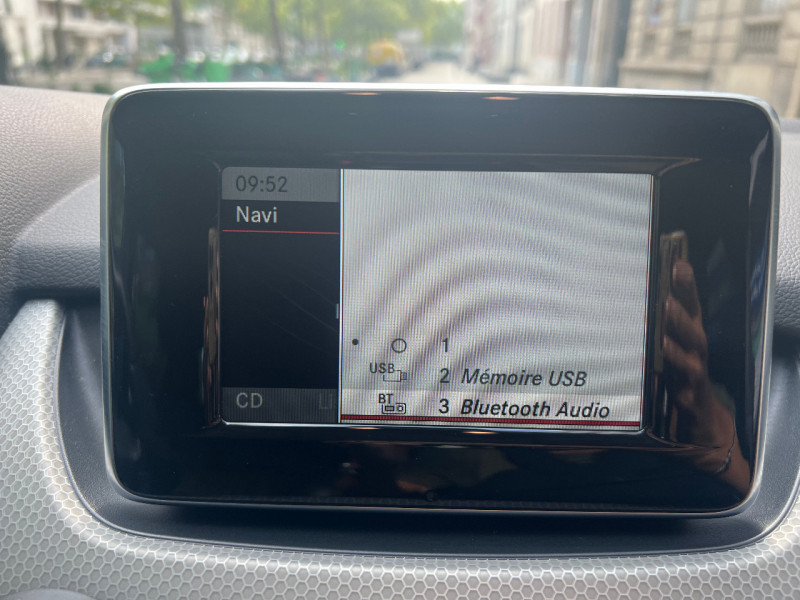 09:52
Navi
1
USB 2 Mémoire USB
BT 3 Bluetooth Audio
CD